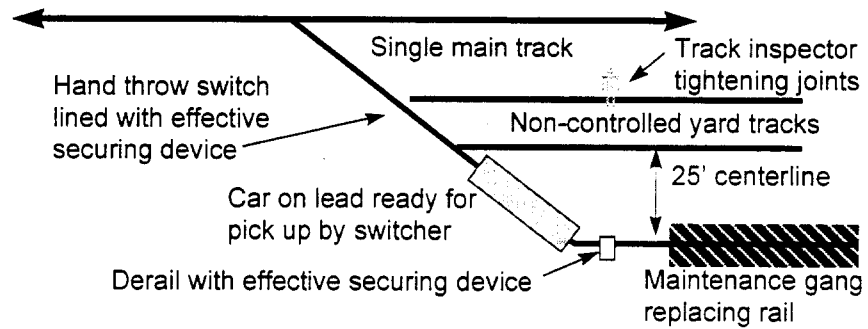 Single main track
Track inspector
tightening joints
Hand throw switch
lined with effective
securing device
Non-controlled yard tracks
25' centerline
Car on lead ready for
pick up by switcher
Derail with effective securing device
Maintenance gang
replacing rail